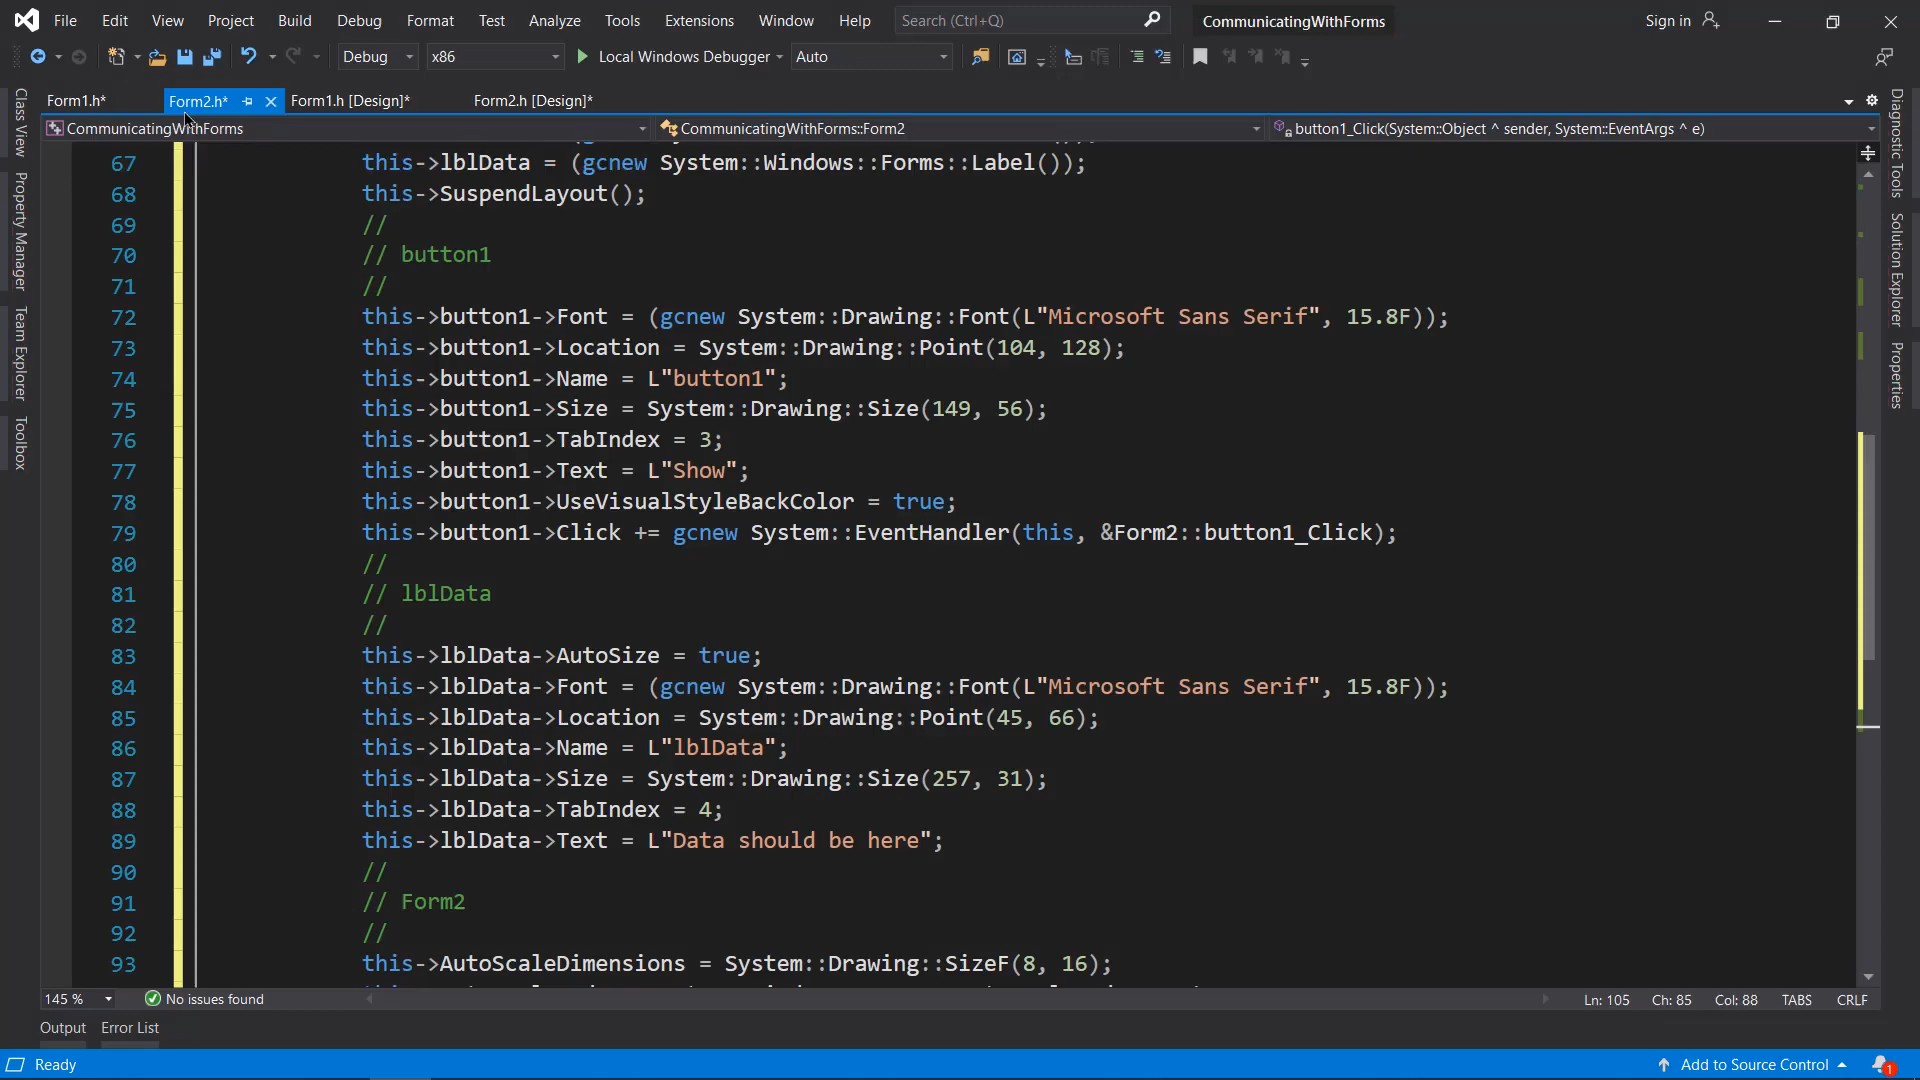 File Edit View Project Build Debug Format Test Analyze Tools Extensions Window Help Search (Ctrl+Q) CommunicatingWithForms Sign in
Debug x86 Local Windows Debugger Auto
Form1.h* Form2.h* Form1.h [Design]* Form2.h [Design]*
CommunicatingWithForms CommunicatingWithForms::Form2 button1_Click(System::Object ^ sender, System::EventArgs ^ e)
Class View
Property Manager
Team Explorer
Toolbox
67 this->lblData = (gcnew System::Windows::Forms::Label());
68 this->SuspendLayout();
69 //
70 // button1
71 //
72 this->button1->Font = (gcnew System::Drawing::Font(L"Microsoft Sans Serif", 15.8F));
73 this->button1->Location = System::Drawing::Point(104, 128);
74 this->button1->Name = L"button1";
75 this->button1->Size = System::Drawing::Size(149, 56);
76 this->button1->TabIndex = 3;
77 this->button1->Text = L"Show";
78 this->button1->UseVisualStyleBackColor = true;
79 this->button1->Click += gcnew System::EventHandler(this, &Form2::button1_Click);
80 //
81 // lblData
82 //
83 this->lblData->AutoSize = true;
84 this->lblData->Font = (gcnew System::Drawing::Font(L"Microsoft Sans Serif", 15.8F));
85 this->lblData->Location = System::Drawing::Point(45, 66);
86 this->lblData->Name = L"lblData";
87 this->lblData->Size = System::Drawing::Size(257, 31);
88 this->lblData->TabIndex = 4;
89 this->lblData->Text = L"Data should be here";
90 //
91 // Form2
92 //
93 this->AutoScaleDimensions = System::Drawing::SizeF(8, 16);
Diagnostic Tools
Solution Explorer
Properties
145 % No issues found Ln: 105 Ch: 85 Col: 88 TABS CRLF
Output Error List
Ready Add to Source Control 1